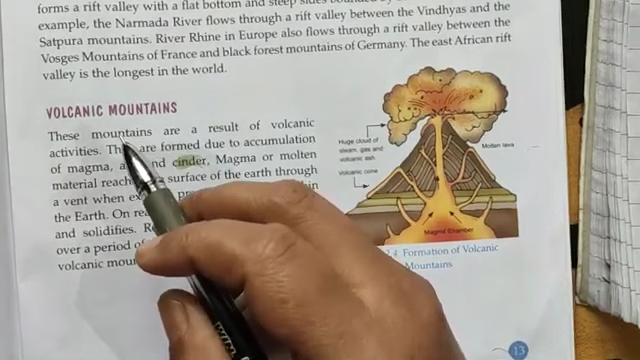 forms a rift valley with a flat bottom and steep sides bounded by
example, the Narmada River flows through a rift valley between the Vindhyas and the
Satpura mountains. River Rhine in Europe also flows through a rift valley between the
Vosges Mountains of France and black forest mountains of Germany. The east African rift
valley is the longest in the world.
VOLCANIC MOUNTAINS
These mountains are a result of volcanic
activities. They are formed due to accumulation
of magma, and cinder, Magma or molten
material reach surface of the earth through
a vent when
the Earth. On
and solidifies.
over a period of
volcanic
Huge cloud of
steam, gas and
volcanic ash
Volcanic cone
Molten lava
Magma Chamber
Formation of Volcanic
Mountains
13